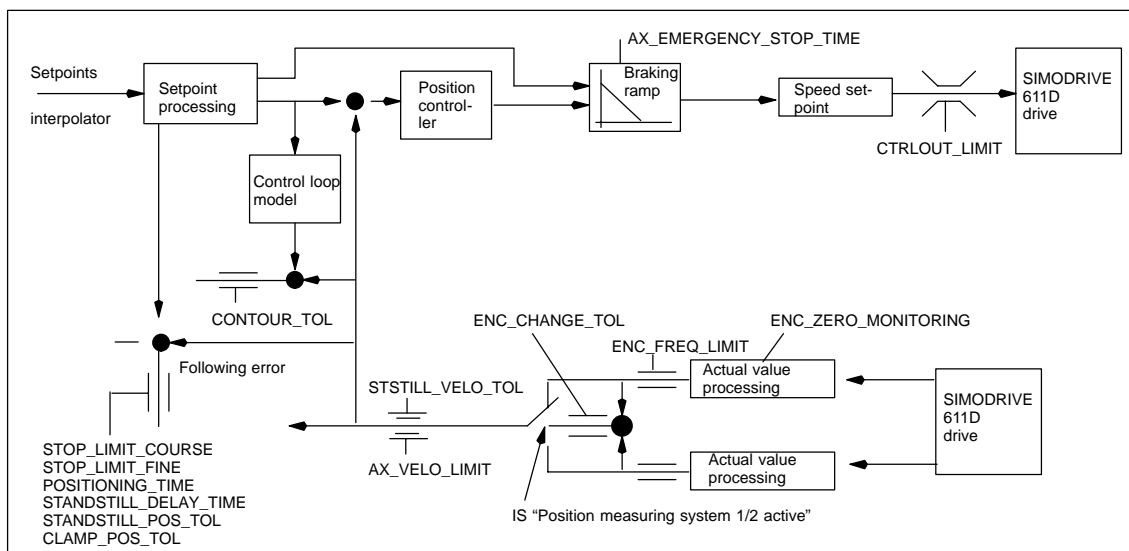 AX_EMERGENCY_STOP_TIME
Setpoints
interpolator
Setpoint
processing
Position
control-
ler
Braking
ramp
Speed set-
point
SIMODRIVE
611D
drive
CTRLOUT_LIMIT
Control loop
model
CONTOUR_TOL
ENC_CHANGE_TOL
ENC_ZERO_MONITORING
ENC_FREQ_LIMIT
Following error
Actual value
processing
STSTILL_VELO_TOL
SIMODRIVE
611D
drive
STOP_LIMIT_COURSE
STOP_LIMIT_FINE
POSITIONING_TIME
STANDSTILL_DELAY_TIME
STANDSTILL_POS_TOL
CLAMP_POS_TOL
AX_VELO_LIMIT
Actual value
processing
IS “Position measuring system 1/2 active”